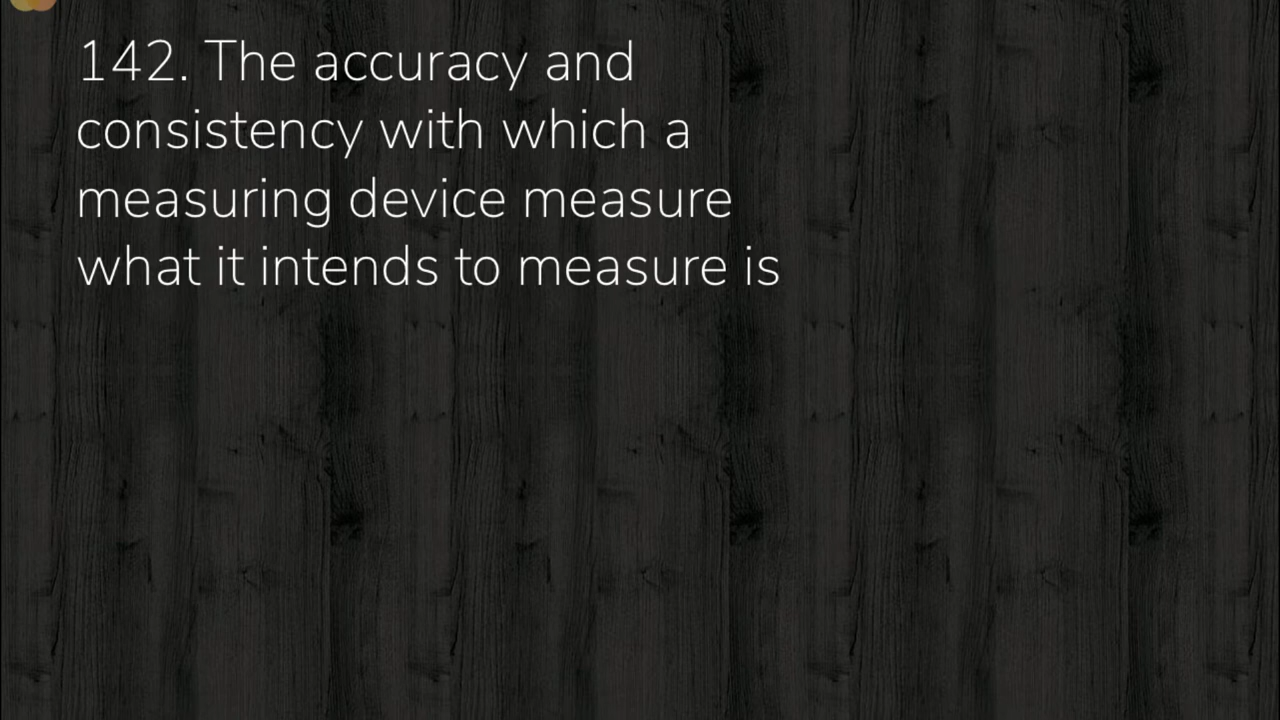 142. The accuracy and
consistency with which a
measuring device measure
what it intends to measure is